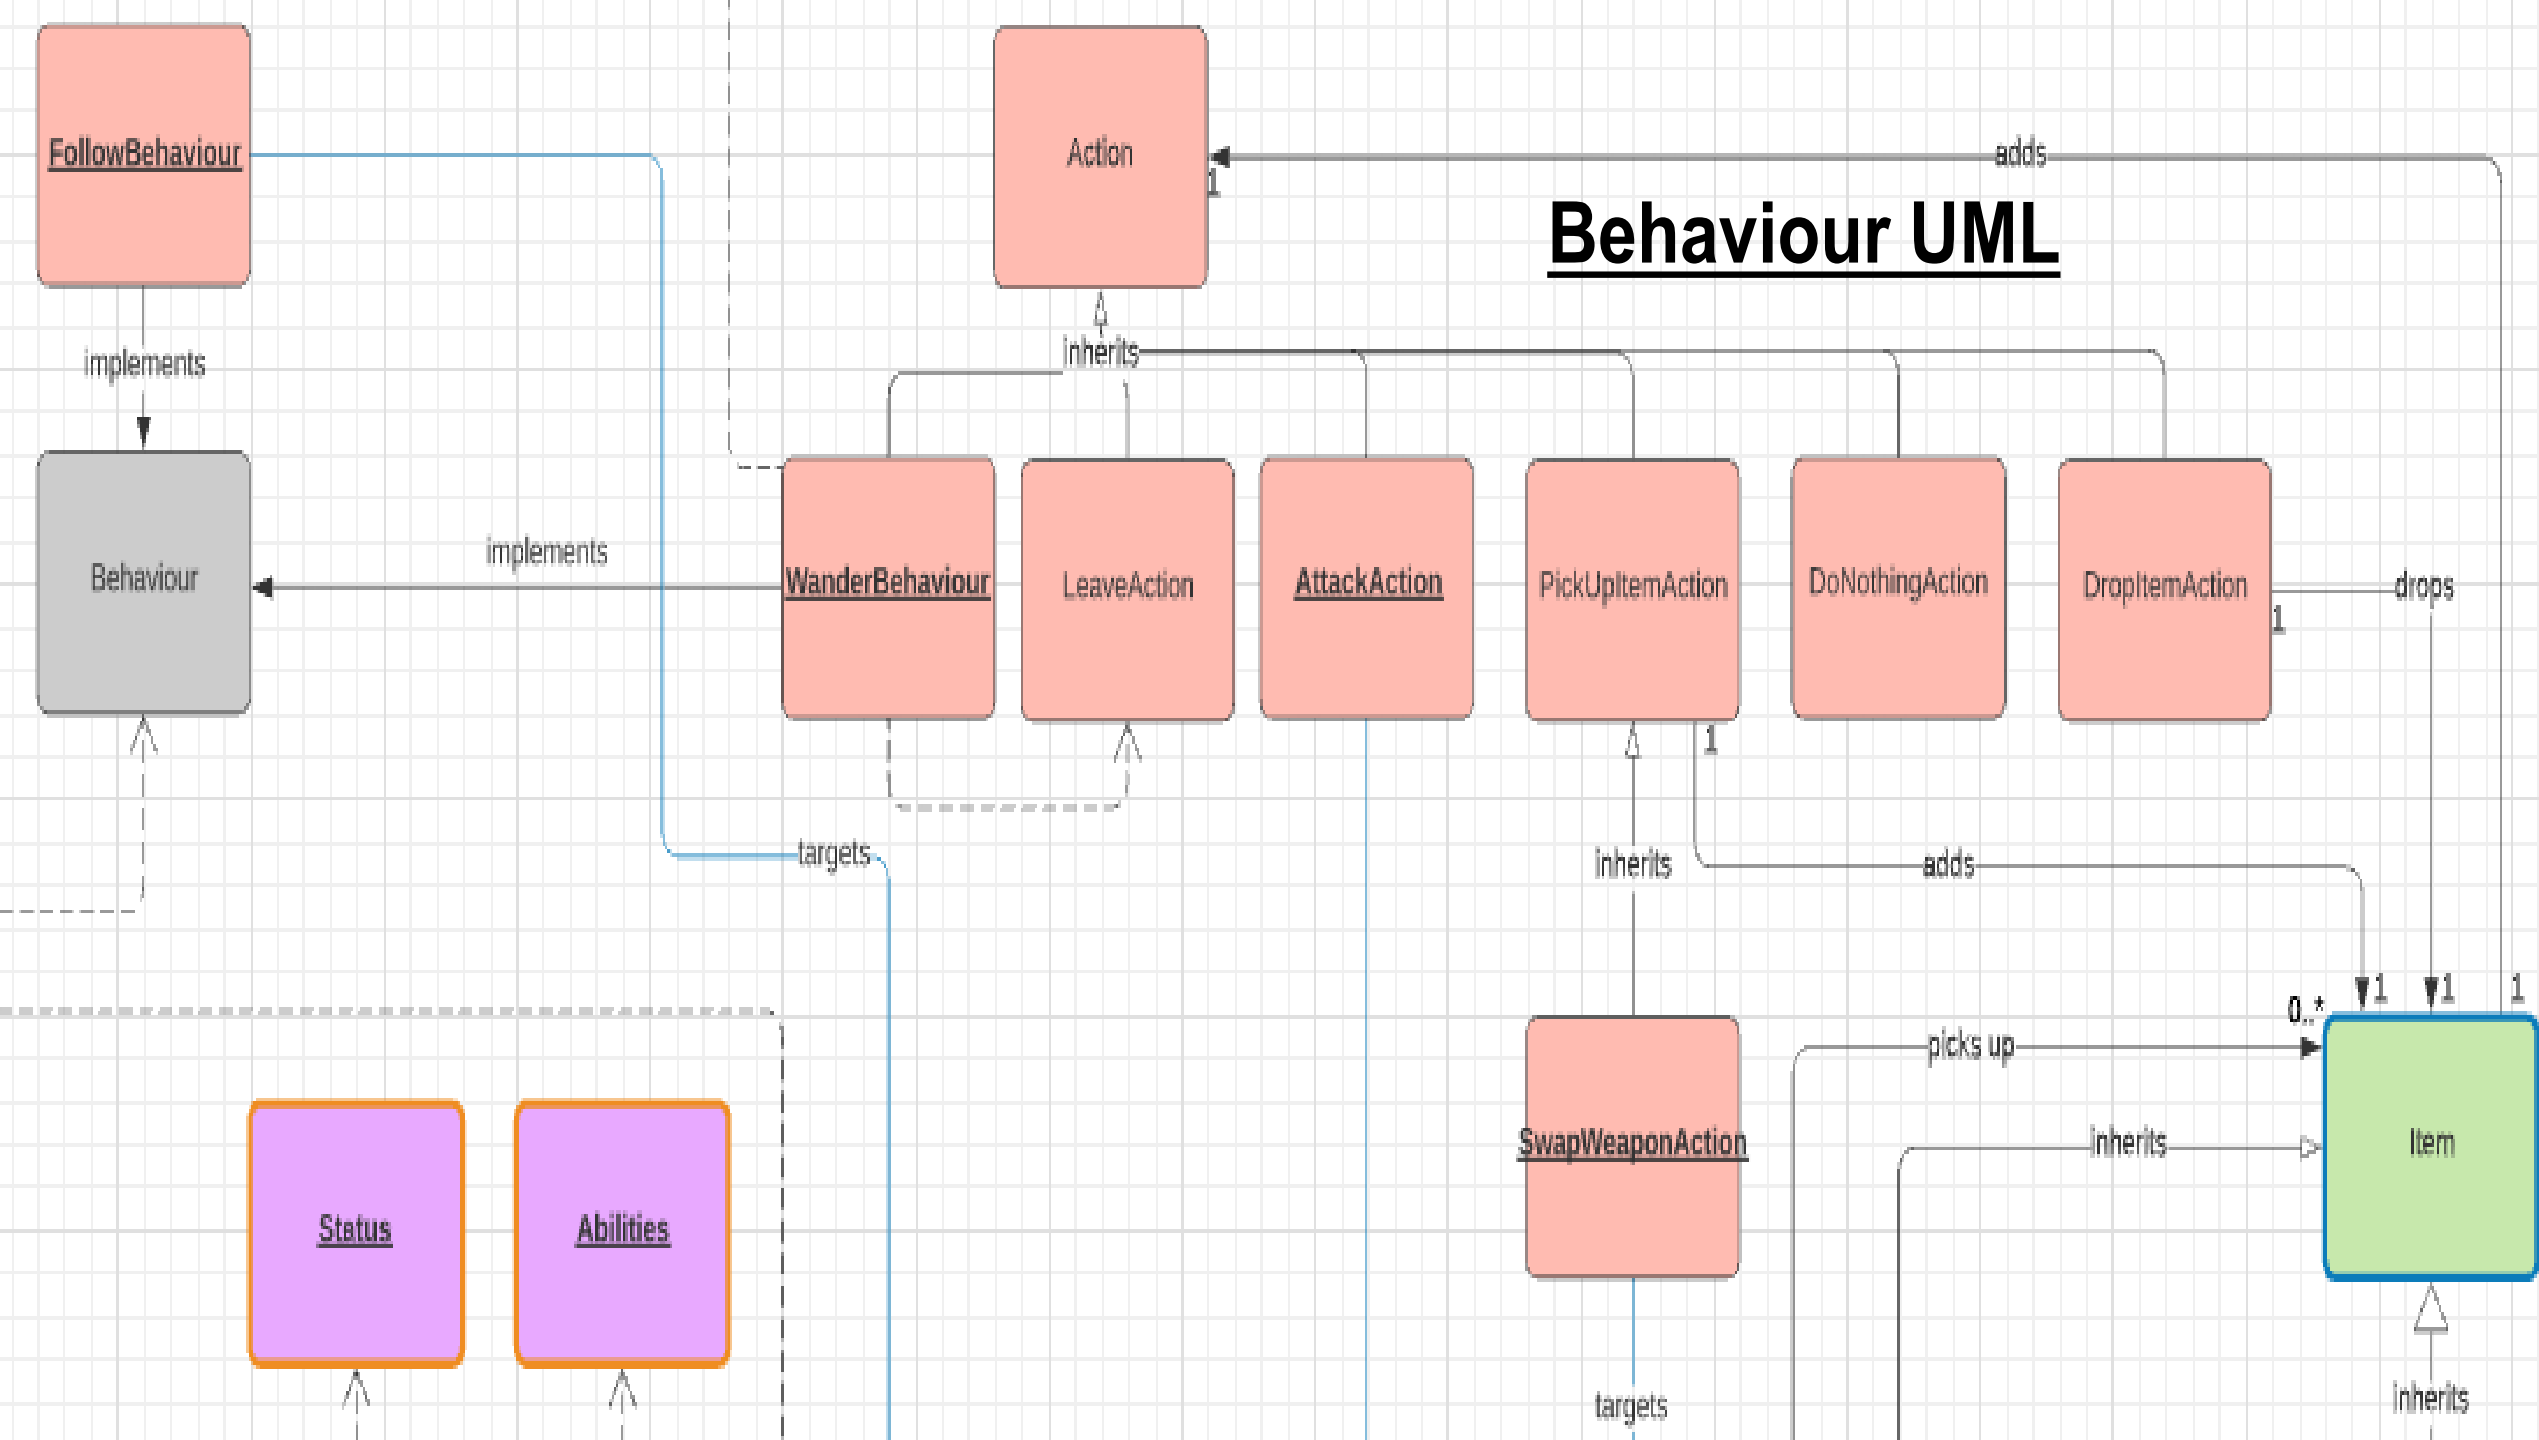 FollowBehaviour
Action
adds
1
Behaviour UML
implements
inherits
Behaviour
implements
WanderBehaviour
LeaveAction
AttackAction
PickUpItemAction
DoNothingAction
DropItemAction
drops
1
1
targets
inherits
adds
1
1
1
0..*
picks up
SwapWeaponAction
inherits
Item
Status
Abilities
targets
inherits